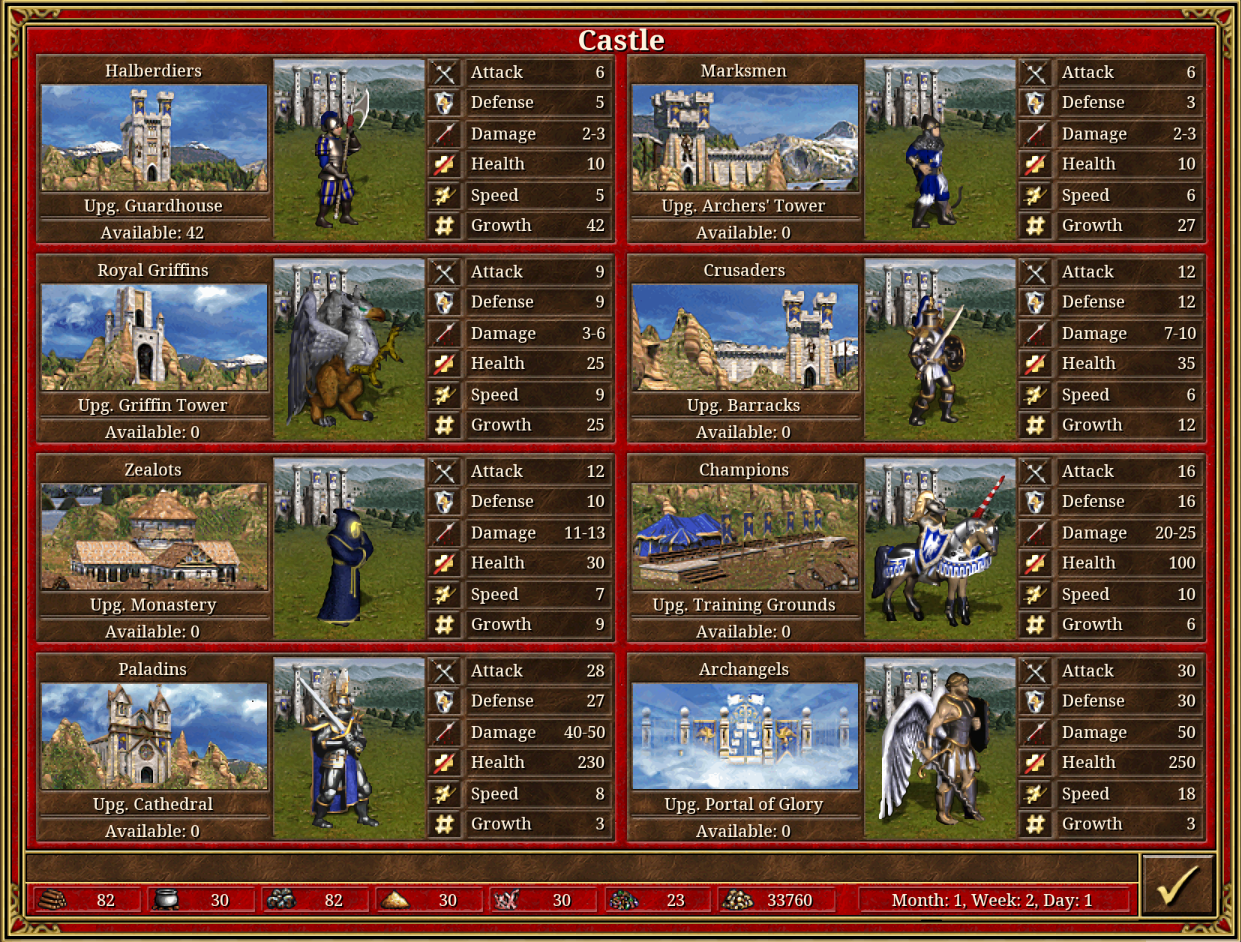 Castle
Halberdiers
Attack 6
Defense 5
Damage 2-3
Health 10
Speed 5
Growth 42
Upg. Guardhouse
Available: 42
Marksmen
Attack 6
Defense 3
Damage 2-3
Health 10
Speed 6
Growth 27
Upg. Archers' Tower
Available: 0
Royal Griffins
Attack 9
Defense 9
Damage 3-6
Health 25
Speed 9
Growth 25
Upg. Griffin Tower
Available: 0
Crusaders
Attack 12
Defense 12
Damage 7-10
Health 35
Speed 6
Growth 12
Upg. Barracks
Available: 0
Zealots
Attack 12
Defense 10
Damage 11-13
Health 30
Speed 7
Growth 9
Upg. Monastery
Available: 0
Champions
Attack 16
Defense 16
Damage 20-25
Health 100
Speed 10
Growth 6
Upg. Training Grounds
Available: 0
Paladins
Attack 28
Defense 27
Damage 40-50
Health 230
Speed 8
Growth 3
Upg. Cathedral
Available: 0
Archangels
Attack 30
Defense 30
Damage 50
Health 250
Speed 18
Growth 3
Upg. Portal of Glory
Available: 0
82 30 82 30 30 23 33760 Month: 1, Week: 2, Day: 1